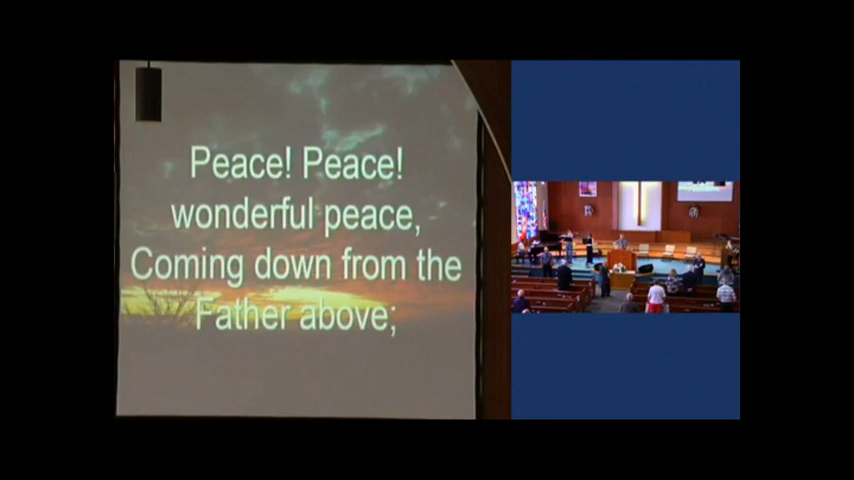 Peace! Peace!
wonderful peace,
Coming down from the
Father above;